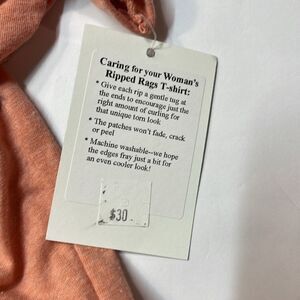 Caring for your Woman's
Ripped Rags T-shirt:
* Give each rip a gentle tug at
the ends to encourage just the
right amount of curling for
that unique torn look
* The patches won't fade, crack
or peel
* Machine washable--we hope
the edges fray just a bit for
an even cooler look!
$30